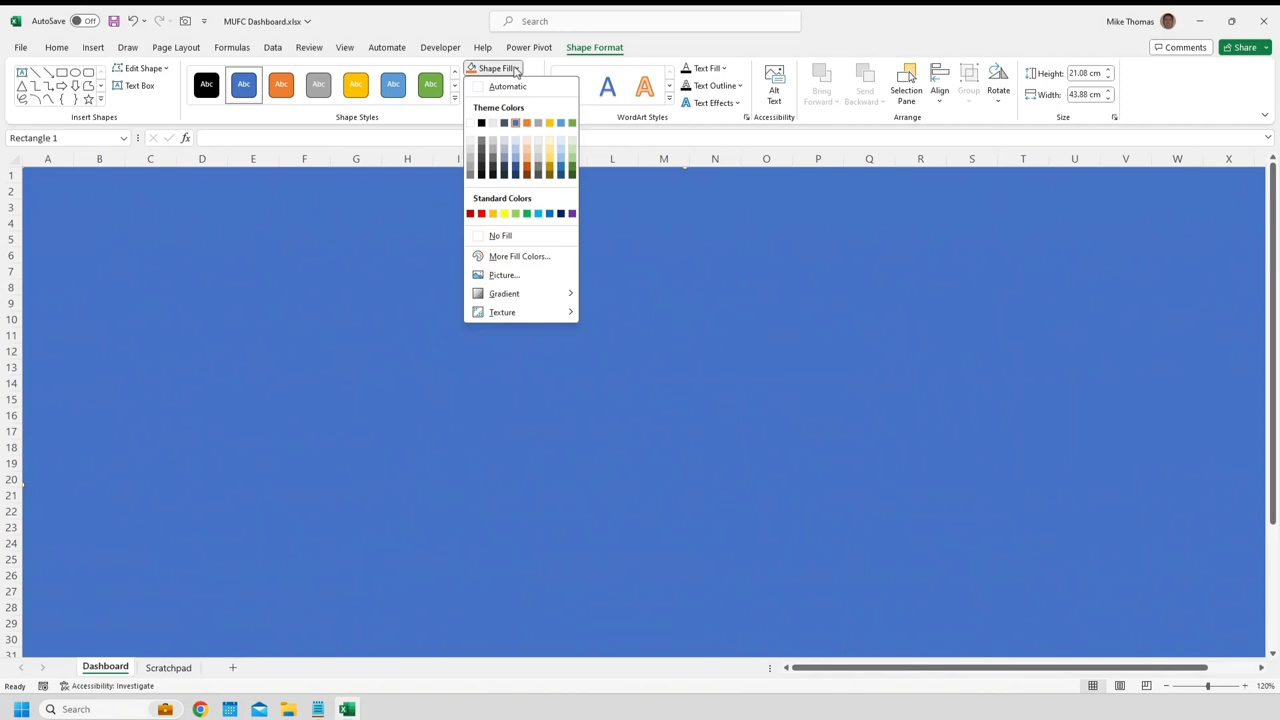 AutoSave Off MUFC Dashboard.xlsx Search Mike Thomas
File Home Insert Draw Page Layout Formulas Data Review View Automate Developer Help Power Pivot Shape Format Comments Share
Edit Shape
Text Box
Insert Shapes
Abc Abc Abc Abc Abc Abc Abc
Shape Styles
Shape Fill
A A
Text Fill
Text Outline
Text Effects
WordArt Styles
Alt
Text
Accessibility
Bring
Forward
Send
Backward
Selection
Pane
Align
Rotate
Arrange
Height: 21.08 cm
Width: 43.88 cm
Size
Automatic
Theme Colors
Standard Colors
No Fill
More Fill Colors...
Picture...
Gradient
Texture
Rectangle 1 fx
A B C D E F G H I L M N O P Q R S T U V W X
1
2
3
4
5
6
7
8
9
10
11
12
13
14
15
16
17
18
19
20
21
22
23
24
25
26
27
28
29
30
31
Dashboard Scratchpad
Ready Accessibility: Investigate 120%
Search